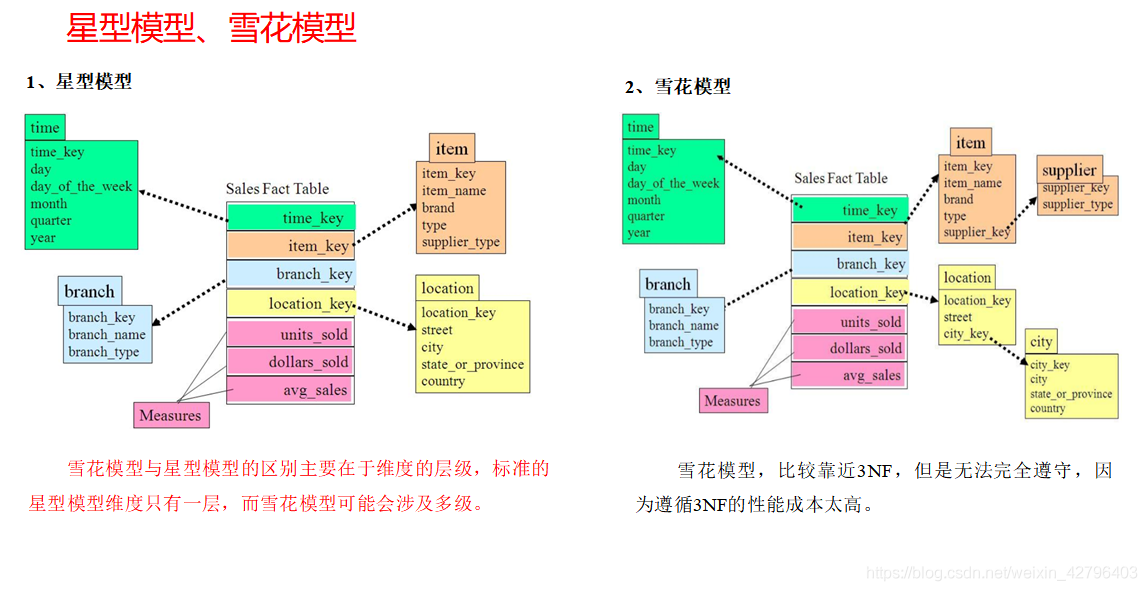 星型模型、雪花模型
1、星型模型
time
time_key
day
day_of_the_week
month
quarter
year
Sales Fact Table
time_key
item_key
branch_key
location_key
units_sold
dollars_sold
avg_sales
item
item_key
item_name
brand
type
supplier_type
branch
branch_key
branch_name
branch_type
location
location_key
street
city
state_or_province
country
Measures
雪花模型与星型模型的区别主要在于维度的层级，标准的
星型模型维度只有一层，而雪花模型可能会涉及多级。
2、雪花模型
time
time_key
day
day_of_the_week
month
quarter
year
Sales Fact Table
time_key
item_key
branch_key
location_key
units_sold
dollars_sold
avg_sales
item
item_key
item_name
brand
type
supplier_key
supplier
supplier_key
supplier_type
branch
branch_key
branch_name
branch_type
location
location_key
street
city_key
city
city_key
city
state_or_province
country
Measures
雪花模型，比较靠近3NF，但是无法完全遵守，因
为遵循3NF的性能成本太高。
https://blog.csdn.net/weixin_42796403